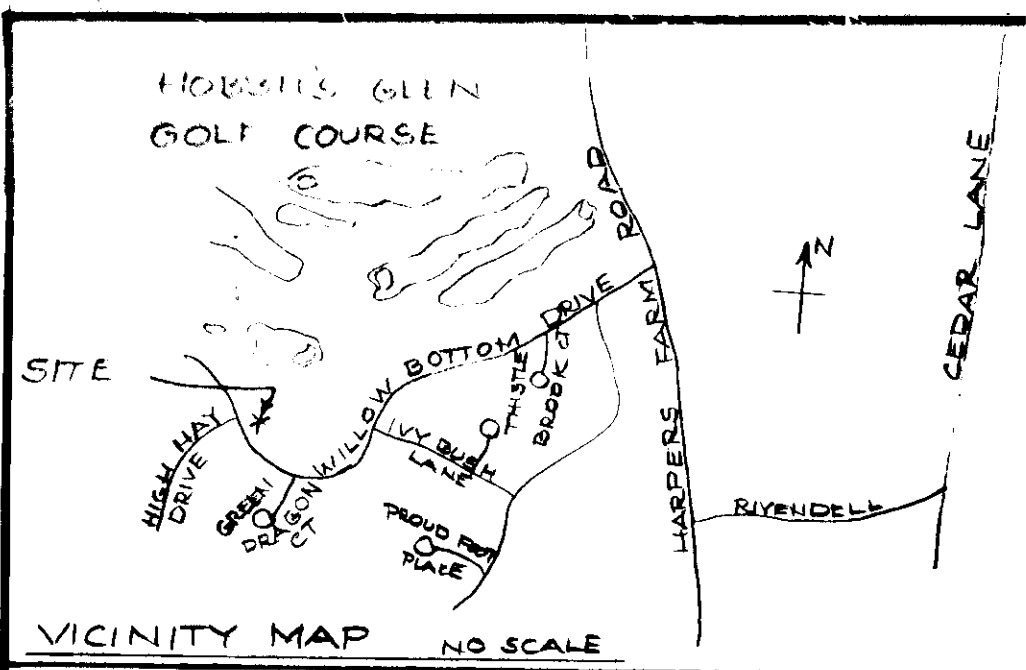 HOBBIT'S GLEN
GOLF COURSE
HARPERS FARM ROAD
CEDAR LANE
N
WILLOW BOTTOM DRIVE
SITE
THISTLE
BROOK CT
HIGH HAY
DRIVE
IVY BUSH
LANE
GREEN
DRAGON
CT
PROUD FOOT
PLACE
RIVENDELL
VICINITY MAP
NO SCALE